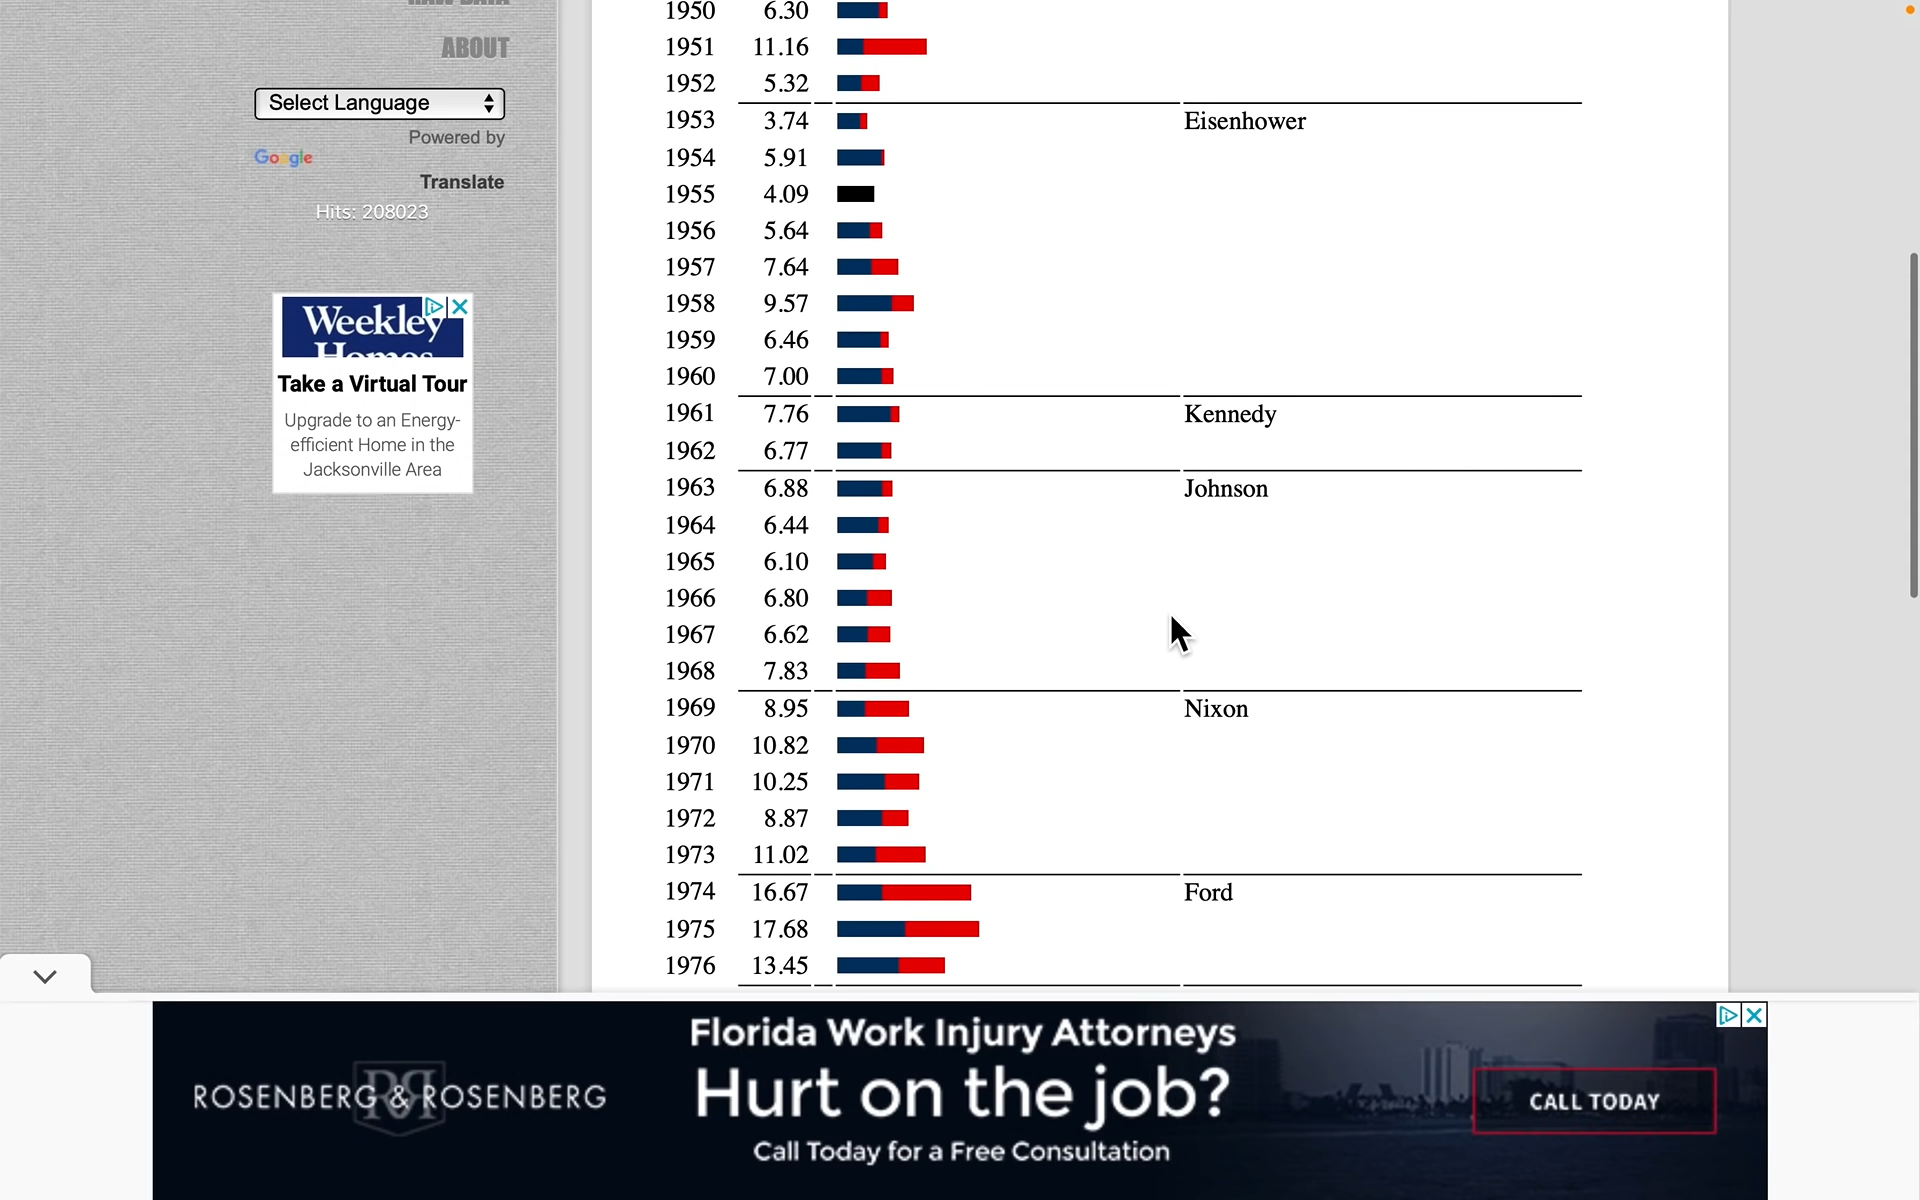 ABOUT
Select Language
Powered by
Google
Translate
Hits: 208023
Weekley
Homes
Take a Virtual Tour
Upgrade to an Energy-
efficient Home in the
Jacksonville Area
1950 6.30
1951 11.16
1952 5.32
1953 3.74 Eisenhower
1954 5.91
1955 4.09
1956 5.64
1957 7.64
1958 9.57
1959 6.46
1960 7.00
1961 7.76 Kennedy
1962 6.77
1963 6.88 Johnson
1964 6.44
1965 6.10
1966 6.80
1967 6.62
1968 7.83
1969 8.95 Nixon
1970 10.82
1971 10.25
1972 8.87
1973 11.02
1974 16.67 Ford
1975 17.68
1976 13.45
RR
ROSENBERG & ROSENBERG
Florida Work Injury Attorneys
Hurt on the job?
Call Today for a Free Consultation
CALL TODAY